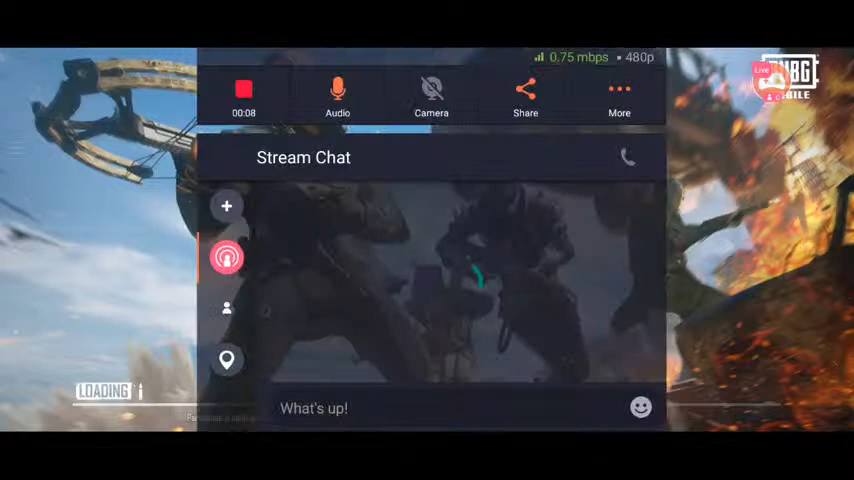 0.75 mbps 480p
Live
PUBG
MOBILE
00:08 Audio Camera Share More
Stream Chat
LOADING
What's up!